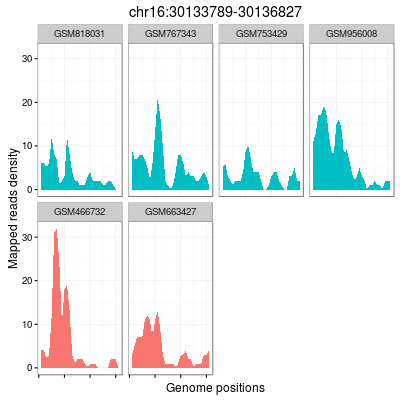 chr16:30133789-30136827
GSM818031 GSM767343 GSM753429 GSM956008
30
20
10
0
Mapped reads density
GSM466732 GSM663427
30
20
10
0
Genome positions